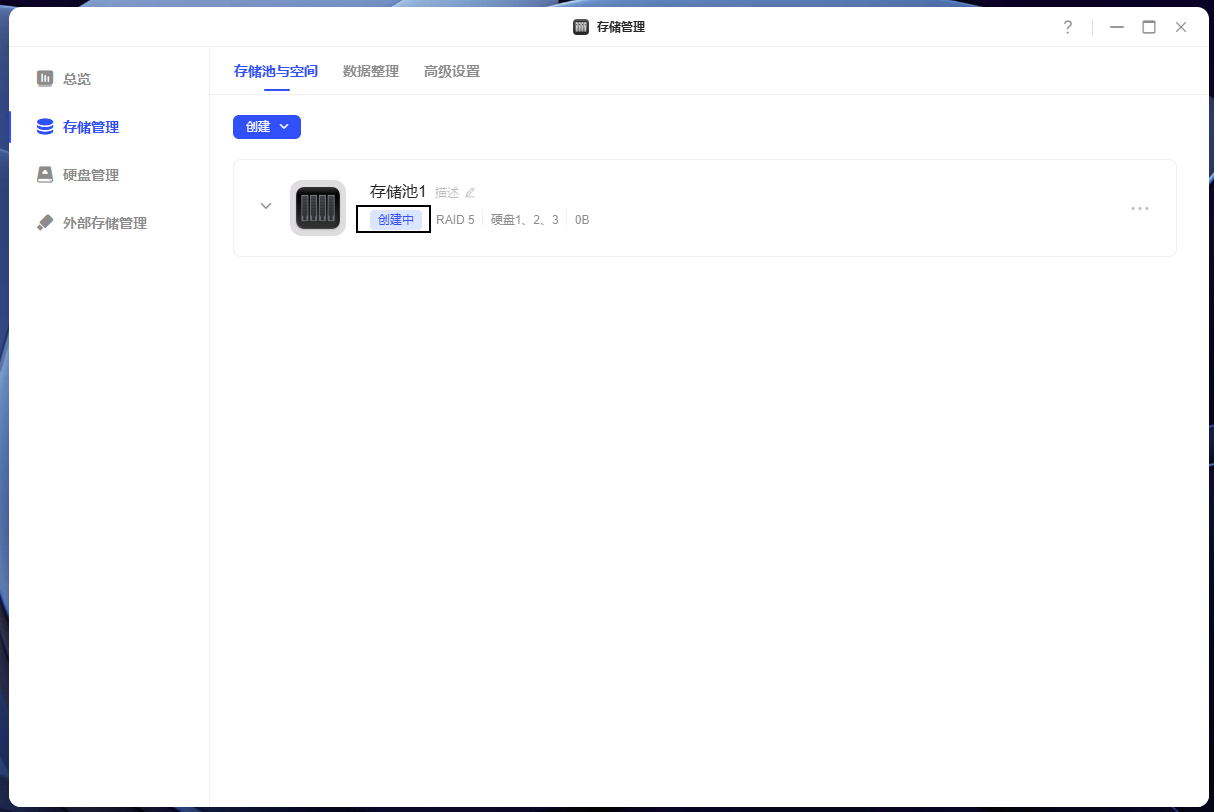 存储管理
?
总览
存储管理
硬盘管理
外部存储管理
存储池与空间 数据整理 高级设置
创建
存储池1 描述
创建中 RAID 5 硬盘1、2、3 0B